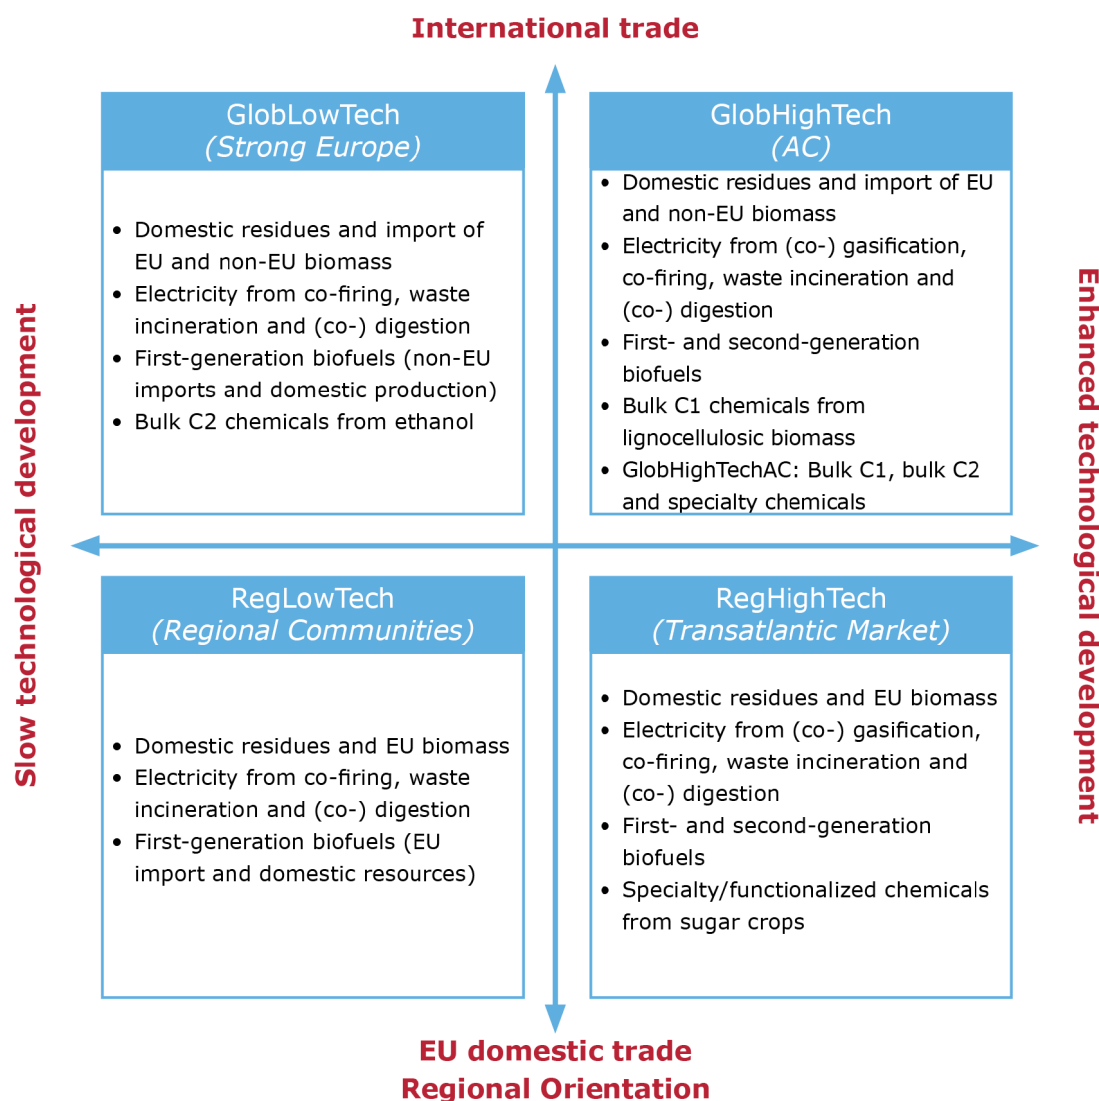 International trade
GlobLowTech
(Strong Europe)
• Domestic residues and import of
EU and non-EU biomass
• Electricity from co-firing, waste
incineration and (co-) digestion
• First-generation biofuels (non-EU
imports and domestic production)
• Bulk C2 chemicals from ethanol
GlobHighTech
(AC)
• Domestic residues and import of EU
and non-EU biomass
• Electricity from (co-) gasification,
co-firing, waste incineration and
(co-) digestion
• First- and second-generation
biofuels
• Bulk C1 chemicals from
lignocellulosic biomass
• GlobHighTechAC: Bulk C1, bulk C2
and specialty chemicals
Slow technological development
Enhanced technological development
RegLowTech
(Regional Communities)
• Domestic residues and EU biomass
• Electricity from co-firing, waste
incineration and (co-) digestion
• First-generation biofuels (EU
import and domestic resources)
RegHighTech
(Transatlantic Market)
• Domestic residues and EU biomass
• Electricity from (co-) gasification,
co-firing, waste incineration and
(co-) digestion
• First- and second-generation
biofuels
• Specialty/functionalized chemicals
from sugar crops
EU domestic trade
Regional Orientation